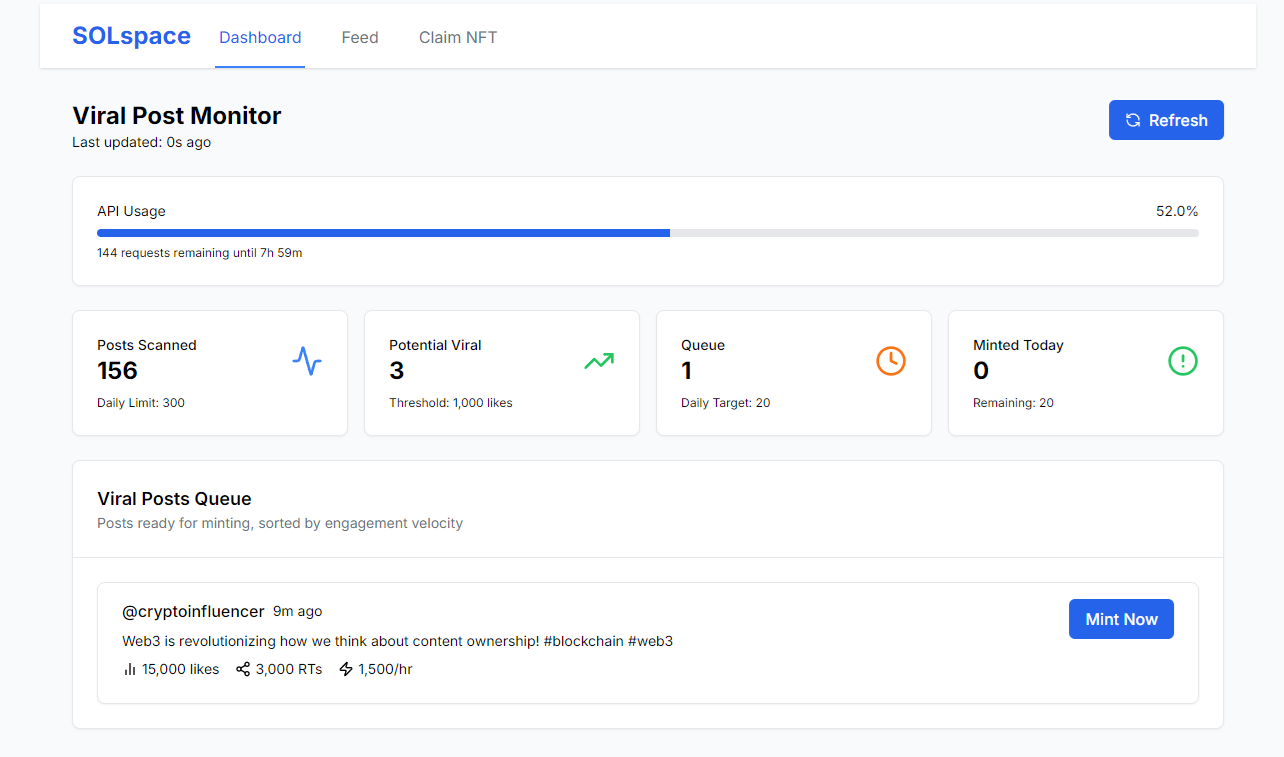 SOLspace Dashboard Feed Claim NFT
Viral Post Monitor
Refresh
Last updated: 0s ago
API Usage 52.0%
144 requests remaining until 7h 59m
Posts Scanned
156
Daily Limit: 300
Potential Viral
3
Threshold: 1,000 likes
Queue
1
Daily Target: 20
Minted Today
0
Remaining: 20
Viral Posts Queue
Posts ready for minting, sorted by engagement velocity
@cryptoinfluencer 9m ago
Mint Now
Web3 is revolutionizing how we think about content ownership! #blockchain #web3
15,000 likes 3,000 RTs 1,500/hr